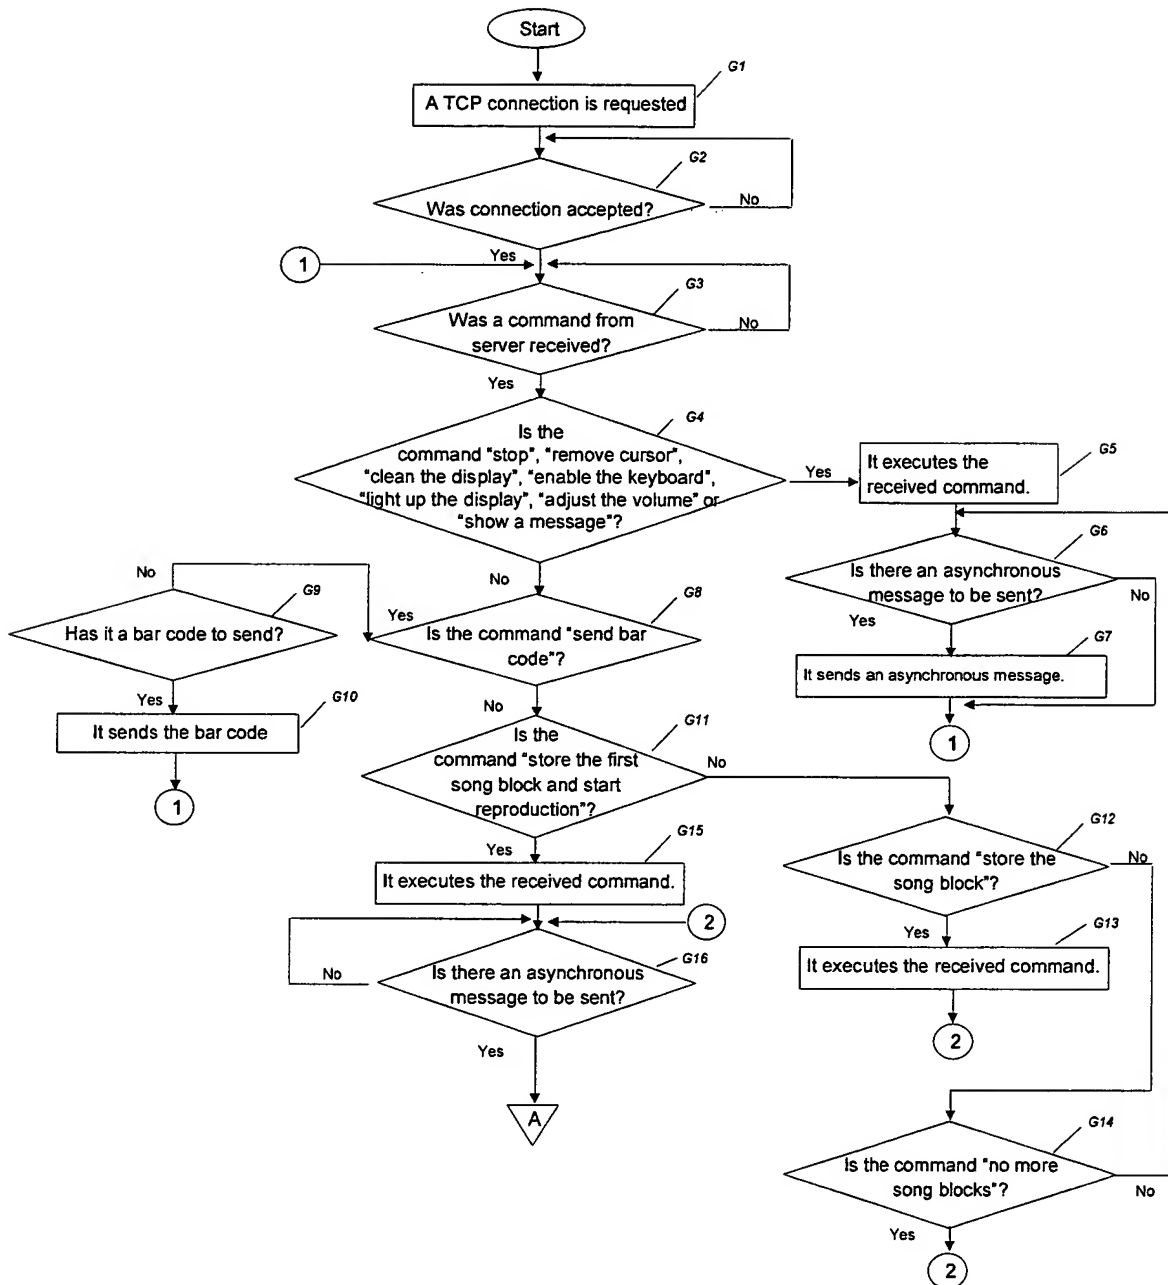 Start
G1
A TCP connection is requested
G2
Was connection accepted?
No
Yes
1
G3
Was a command from
server received?
No
Yes
G4
Is the
command "stop", "remove cursor",
"clean the display", "enable the keyboard",
"light up the display", "adjust the volume" or
"show a message"?
Yes
G5
It executes the
received command.
G6
Is there an asynchronous
message to be sent?
No
Yes
G7
It sends an asynchronous message.
1
No
G8
Is the command "send bar
code"?
Yes
No
G9
Has it a bar code to send?
Yes
G10
It sends the bar code
1
No
G11
Is the
command "store the first
song block and start
reproduction"?
No
Yes
G12
Is the command "store the
song block"?
No
Yes
G13
It executes the received command.
2
G15
It executes the received command.
2
G16
Is there an asynchronous
message to be sent?
No
Yes
A
G14
Is the command "no more
song blocks"?
No
Yes
2